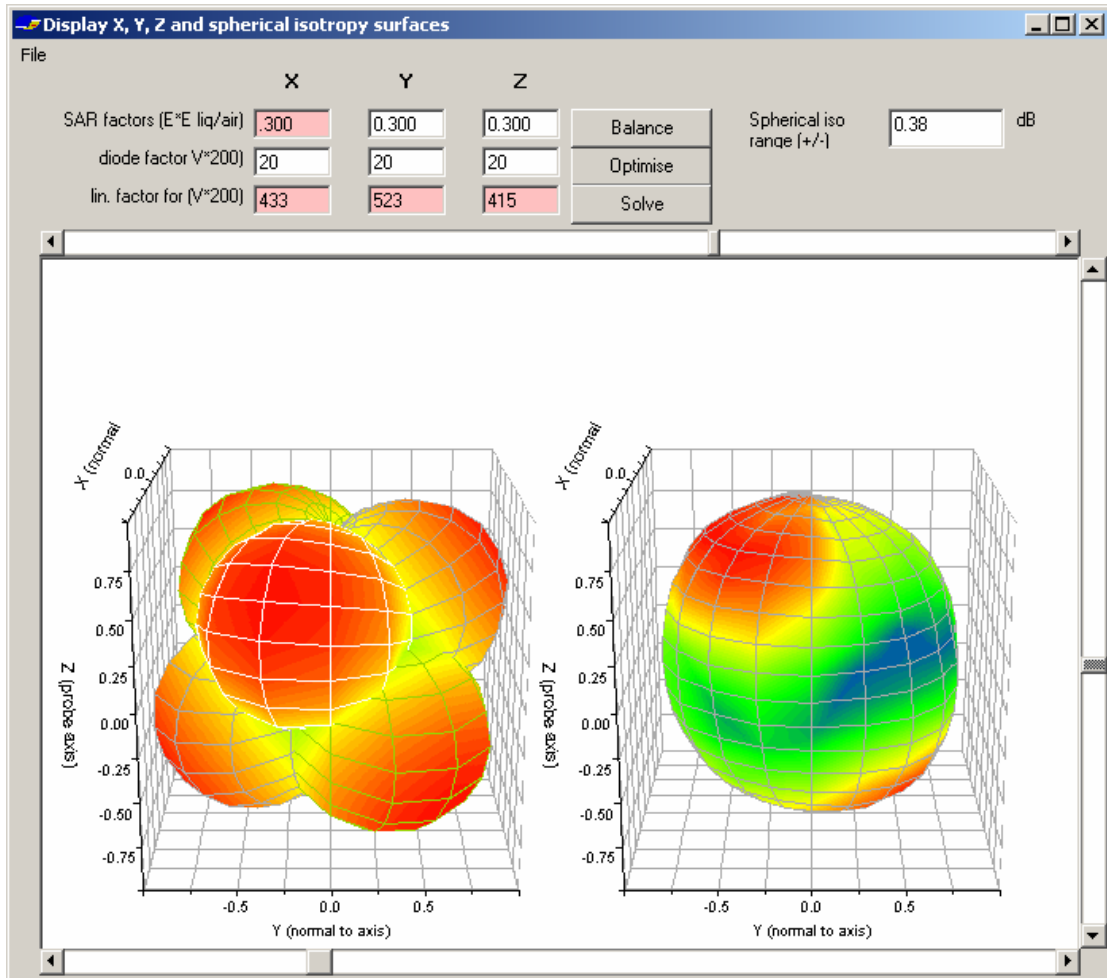 Display X, Y, Z and spherical isotropy surfaces
File
X Y Z
SAR factors (E*E liq/air) .300 0.300 0.300 Balance Spherical iso range (+/-) 0.38 dB
diode factor V*200) 20 20 20 Optimise
lin. factor for (V*200) 433 523 415 Solve
X (normal
0.0
0.75
0.50
0.25
0.00
-0.25
-0.50
-0.75
Z (probe axis)
-0.5 0.0 0.5
Y (normal to axis)
X (normal
0.0
0.75
0.50
0.25
0.00
-0.25
-0.50
-0.75
Z (probe axis)
-0.5 0.0 0.5
Y (normal to axis)